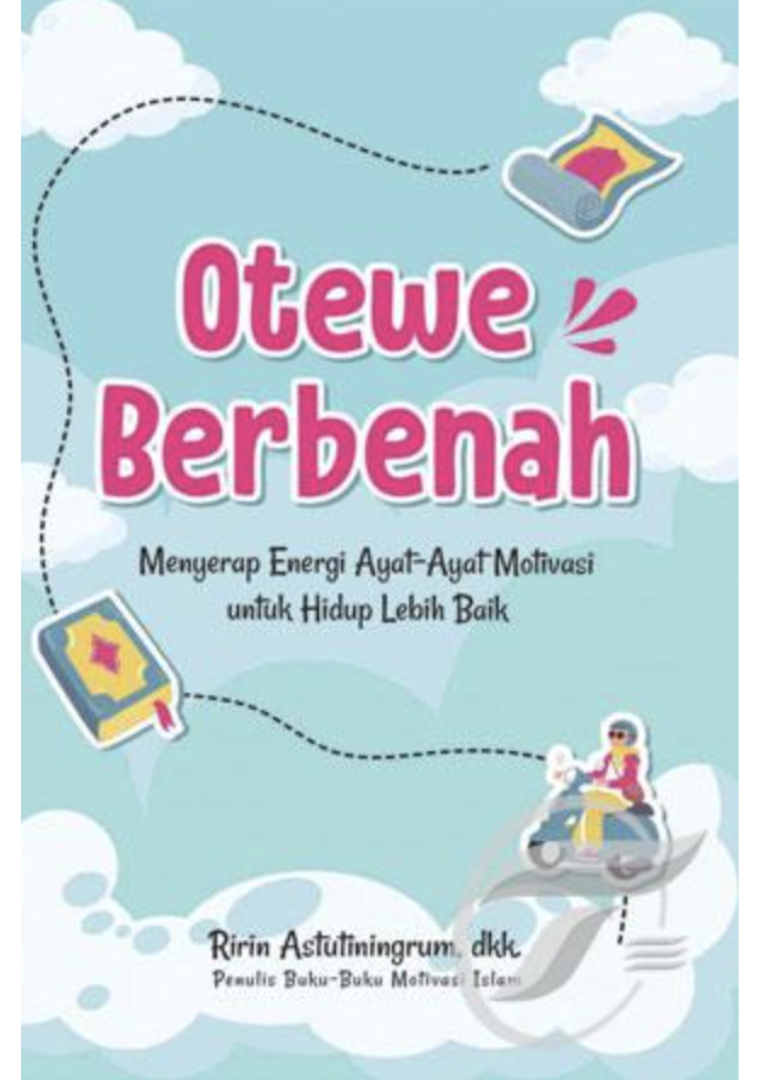 Otewe
Berbenah
Menyerap Energi Ayat-Ayat Motivasi
untuk Hidup Lebih Baik
Ririn Astutiningrum, dkk.
Penulis Buku-Buku Motivasi Islam